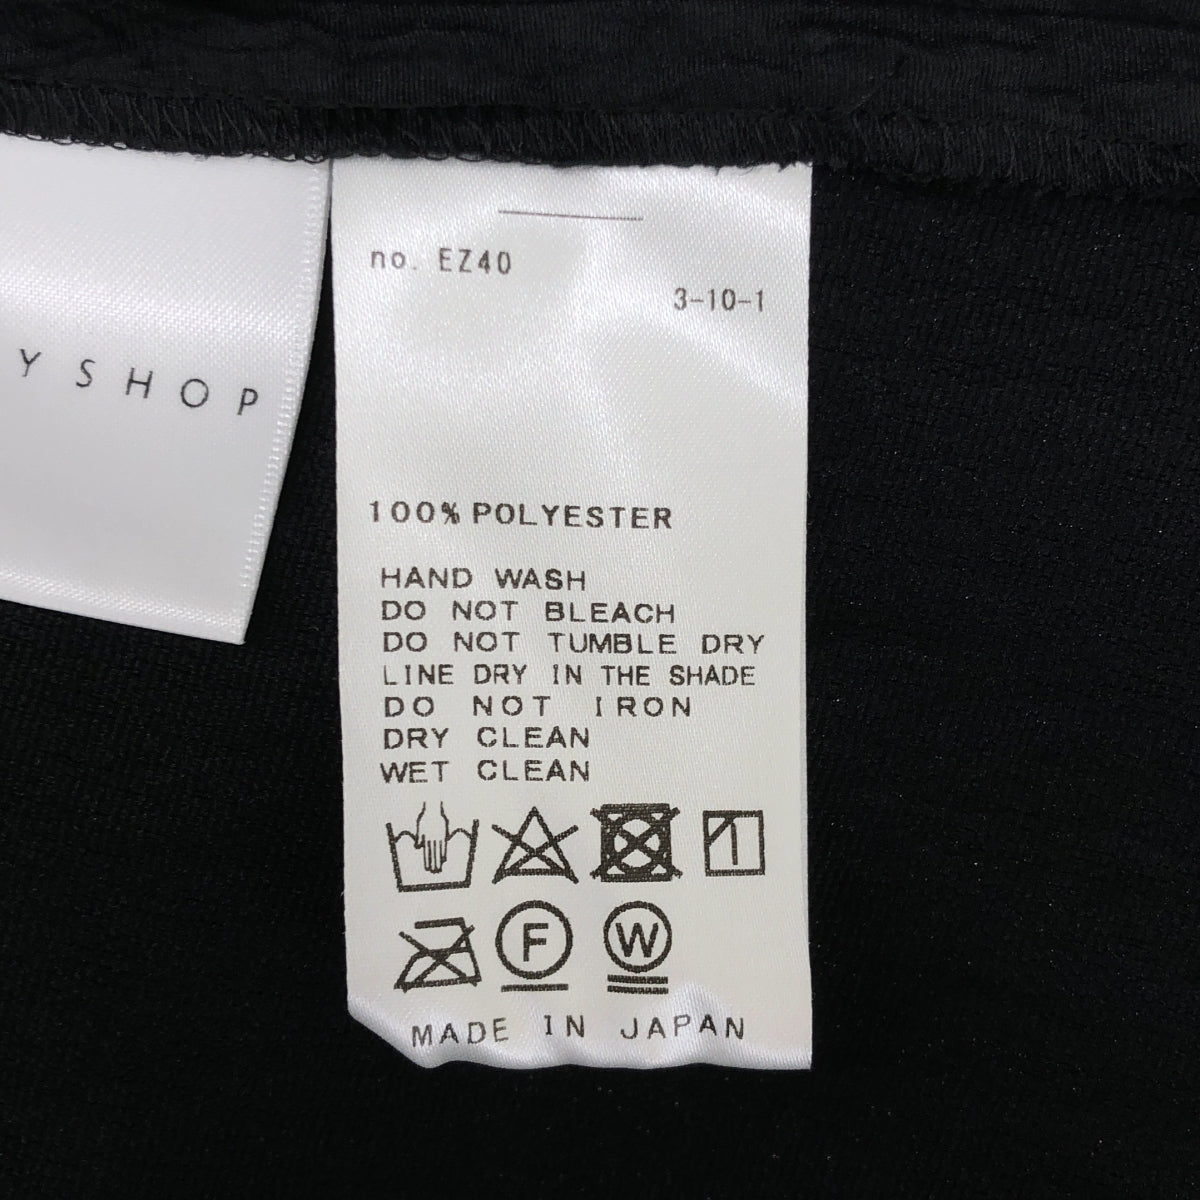 Y SHOP
no. EZ40
3-10-1
100% POLYESTER
HAND WASH
DO NOT BLEACH
DO NOT TUMBLE DRY
LINE DRY IN THE SHADE
DO NOT IRON
DRY CLEAN
WET CLEAN
F W
MADE IN JAPAN